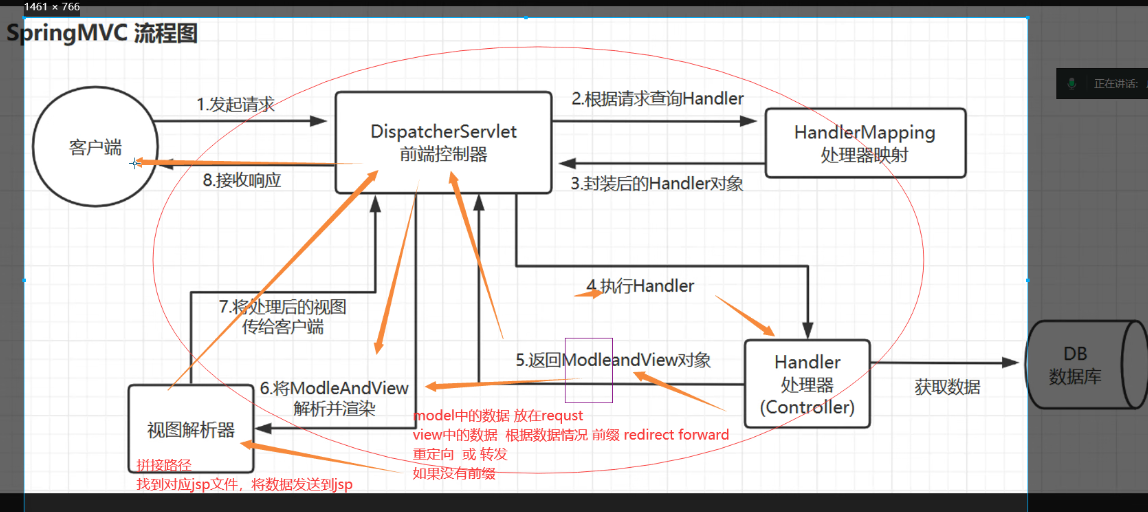 1461 × 766
SpringMVC 流程图
正在讲话:
1.发起请求
2.根据请求查询Handler
客户端
DispatcherServlet
前端控制器
HandlerMapping
处理器映射
8.接收响应
3.封装后的Handler对象
4.执行Handler
7.将处理后的视图
传给客户端
5.返回ModleandView对象
Handler
处理器
(Controller)
DB
数据库
获取数据
6.将ModleAndView
解析并渲染
视图解析器
model中的数据 放在requst
view中的数据 根据数据情况 前缀 redirect forward
重定向 或 转发
如果没有前缀
拼接路径
找到对应jsp文件，将数据发送到jsp